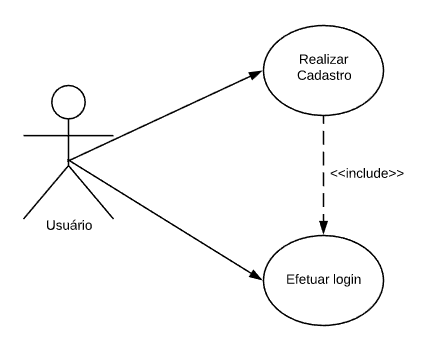 Realizar
Cadastro
<<include>>
Usuário
Efetuar login